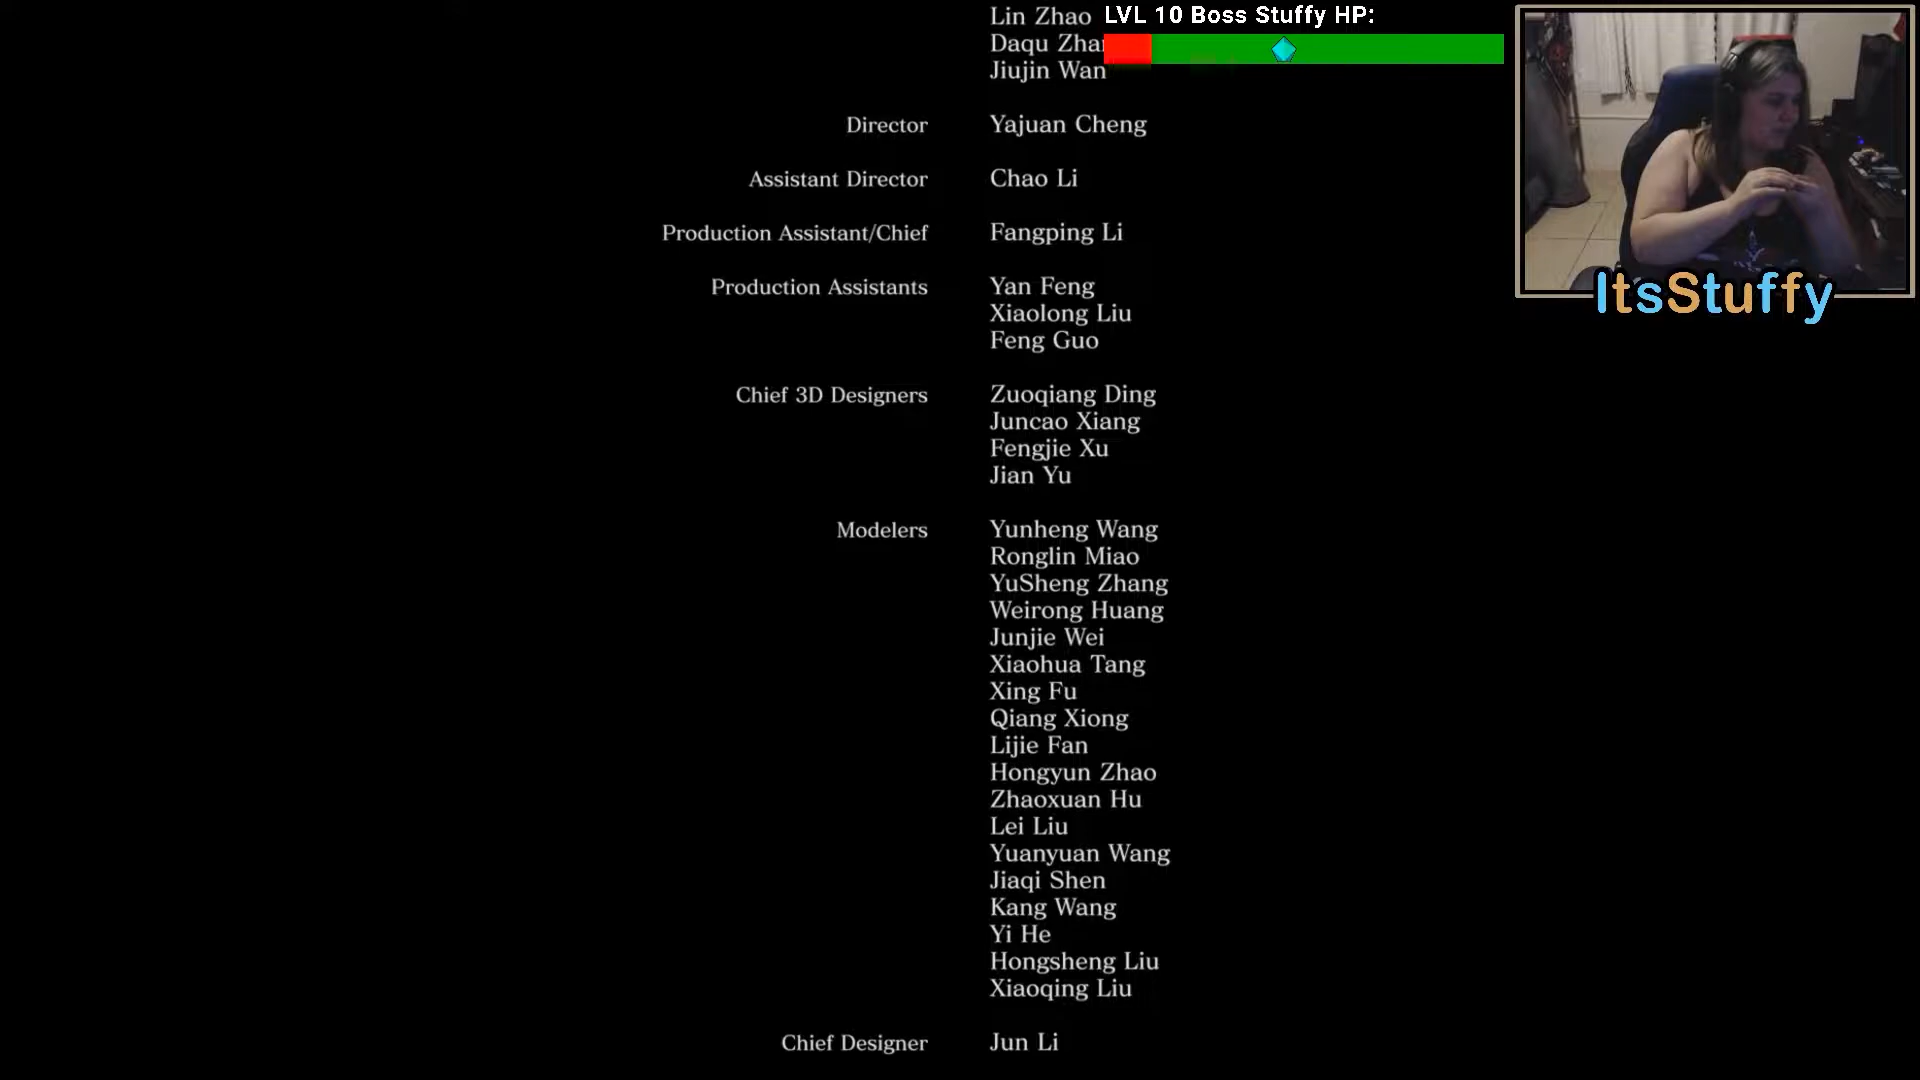 Lin Zhao
LVL 10 Boss Stuffy HP:
Daqu
Jiujin Wan
Director Yajuan Cheng
Assistant Director Chao Li
Production Assistant/Chief Fangping Li
Production Assistants Yan Feng
Xiaolong Liu
Feng Guo
Chief 3D Designers Zuoqiang Ding
Juncao Xiang
Fengjie Xu
Jian Yu
Modelers Yunheng Wang
Ronglin Miao
YuSheng Zhang
Weirong Huang
Junjie Wei
Xiaohua Tang
Xing Fu
Qiang Xiong
Lijie Fan
Hongyun Zhao
Zhaoxuan Hu
Lei Liu
Yuanyuan Wang
Jiaqi Shen
Kang Wang
Yi He
Hongsheng Liu
Xiaoqing Liu
Chief Designer Jun Li
ItsStuffy